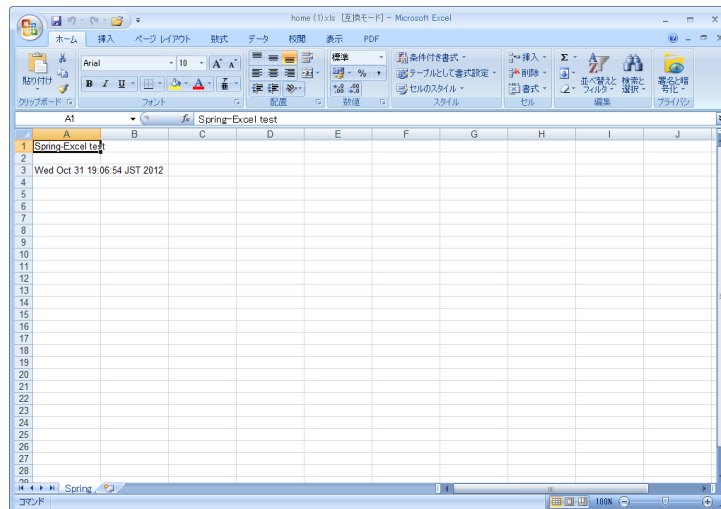 home (1).xls [互換モード] - Microsoft Excel
ホーム 挿入 ページ レイアウト 数式 データ 校閲 表示 PDF
貼り付け
クリップボード
Arial 10
B I U
フォント
配置
標準
数値
条件付き書式
テーブルとして書式設定
セルのスタイル
スタイル
挿入
削除
書式
セル
並べ替えと フィルタ
検索と 選択
編集
署名と暗号化
プライバシ
A1 fx Spring-Excel test
A B C D E F G H I J
1 Spring-Excel test
2
3 Wed Oct 31 19:06:54 JST 2012
4
5
6
7
8
9
10
11
12
13
14
15
16
17
18
19
20
21
22
23
24
25
26
27
28
29
Spring
コマンド 100%